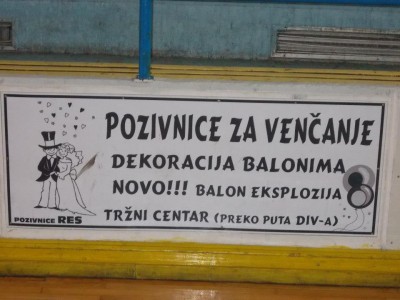 POZIVNICE ZA VENČANJE
DEKORACIJA BALONIMA
NOVO!!! BALON EKSPLOZIJA
POZIVNICE RES
TRŽNI CENTAR (PREKO PUTA DIV-A)